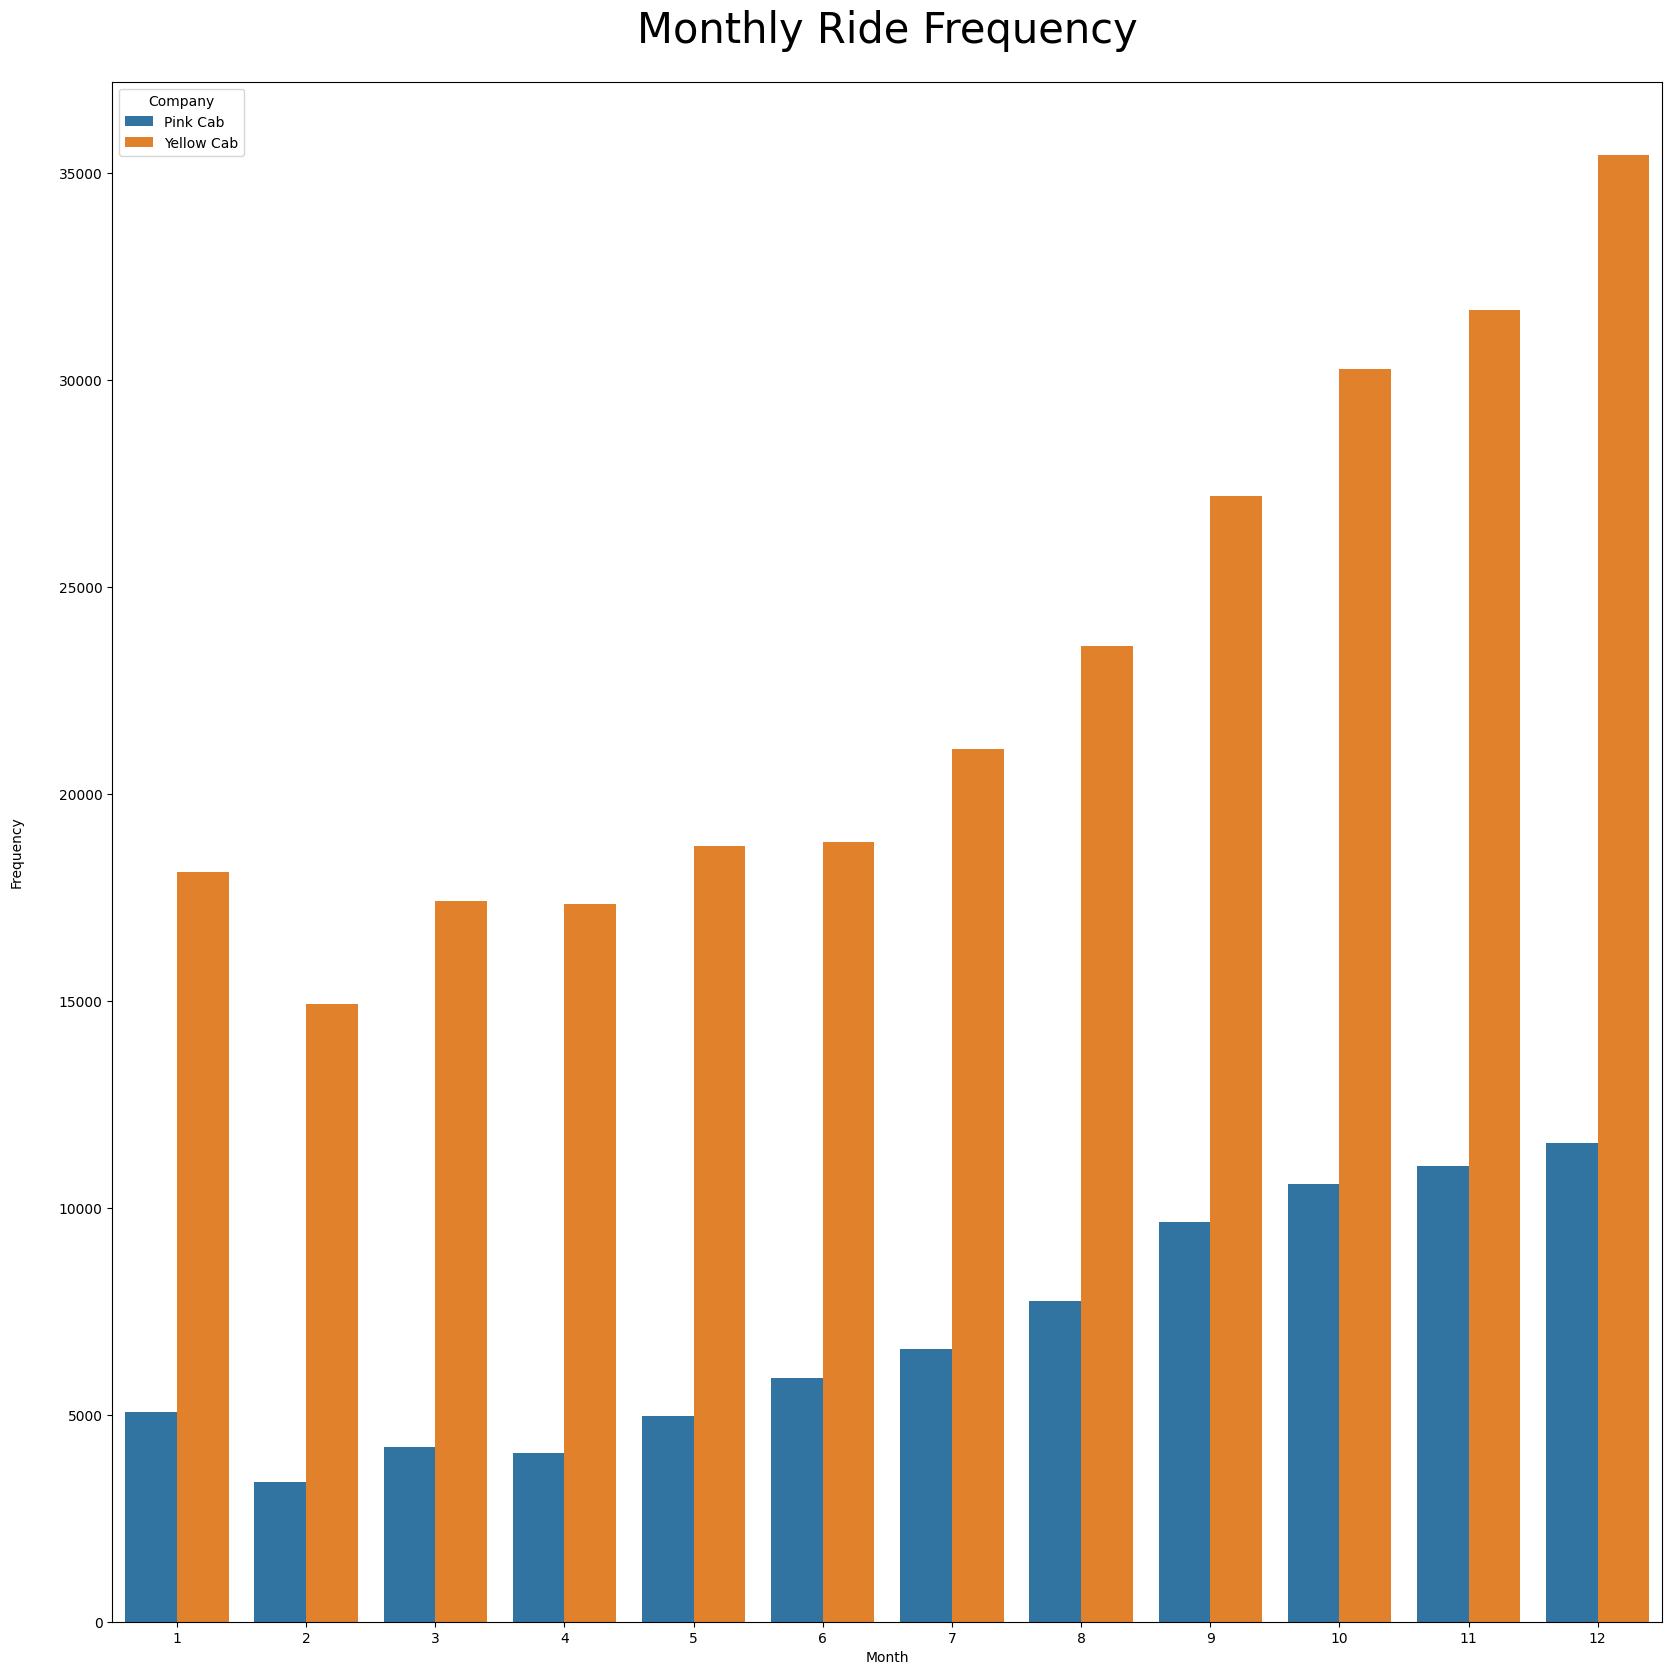 Monthly Ride Frequency
Company
Pink Cab
Yellow Cab
35000
30000
25000
20000
15000
10000
5000
0
Frequency
1 2 3 4 5 6 7 8 9 10 11 12
Month